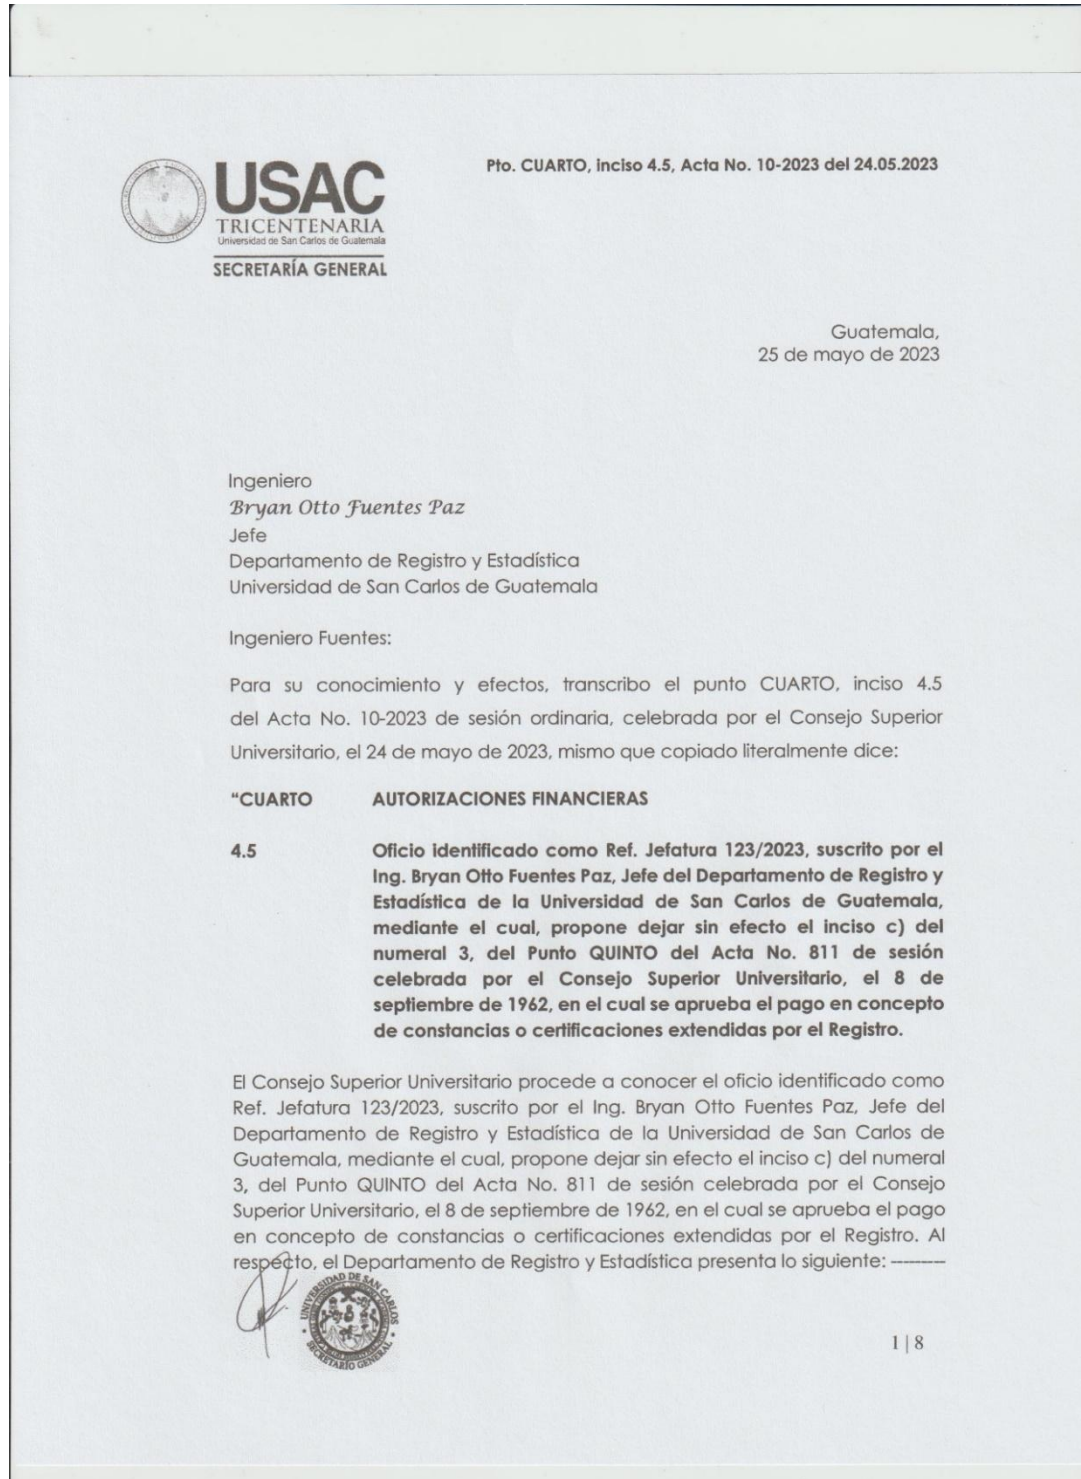 Pto. CUARTO, inciso 4.5, Acta No. 10-2023 del 24.05.2023
USAC
TRICENTENARIA
Universidad de San Carlos de Guatemala
SECRETARÍA GENERAL
Guatemala,
25 de mayo de 2023
Ingeniero
Bryan Otto Fuentes Paz
Jefe
Departamento de Registro y Estadística
Universidad de San Carlos de Guatemala
Ingeniero Fuentes:
Para su conocimiento y efectos, transcribo el punto CUARTO, inciso 4.5
del Acta No. 10-2023 de sesión ordinaria, celebrada por el Consejo Superior
Universitario, el 24 de mayo de 2023, mismo que copiado literalmente dice:
“CUARTO AUTORIZACIONES FINANCIERAS
4.5 Oficio identificado como Ref. Jefatura 123/2023, suscrito por el
Ing. Bryan Otto Fuentes Paz, Jefe del Departamento de Registro y
Estadística de la Universidad de San Carlos de Guatemala,
mediante el cual, propone dejar sin efecto el inciso c) del
numeral 3, del Punto QUINTO del Acta No. 811 de sesión
celebrada por el Consejo Superior Universitario, el 8 de
septiembre de 1962, en el cual se aprueba el pago en concepto
de constancias o certificaciones extendidas por el Registro.
El Consejo Superior Universitario procede a conocer el oficio identificado como
Ref. Jefatura 123/2023, suscrito por el Ing. Bryan Otto Fuentes Paz, Jefe del
Departamento de Registro y Estadística de la Universidad de San Carlos de
Guatemala, mediante el cual, propone dejar sin efecto el inciso c) del numeral
3, del Punto QUINTO del Acta No. 811 de sesión celebrada por el Consejo
Superior Universitario, el 8 de septiembre de 1962, en el cual se aprueba el pago
en concepto de constancias o certificaciones extendidas por el Registro. Al
respecto, el Departamento de Registro y Estadística presenta lo siguiente: ---------
UNIVERSIDAD DE SAN CARLOS
SECRETARIO GENERAL
1 | 8